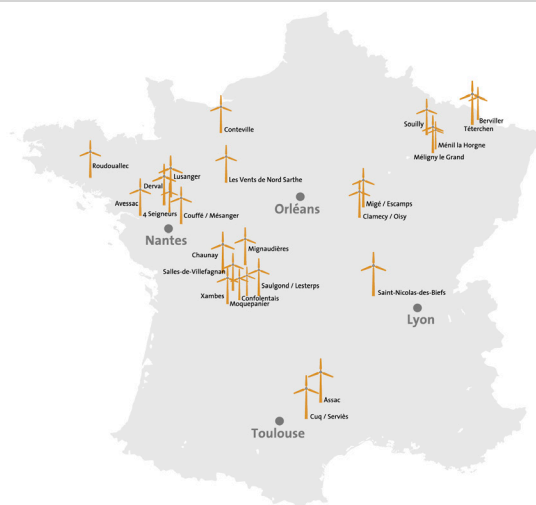 Conteville
Souilly
Berviller
Téterchen
Ménil la Horgne
Méligny le Grand
Roudouallec
Les Vents de Nord Sarthe
Lusanger
Derval
Avessac
4 Seigneurs
Couffé / Mésanger
Orléans
Migé / Escamps
Clamecy / Oisy
Nantes
Mignaudières
Chaunay
Salles-de-Villefagnan
Saulgond / Lesterps
Xambes
Confolentais
Moquepanier
Saint-Nicolas-des-Biefs
Lyon
Assac
Cuq / Serviès
Toulouse